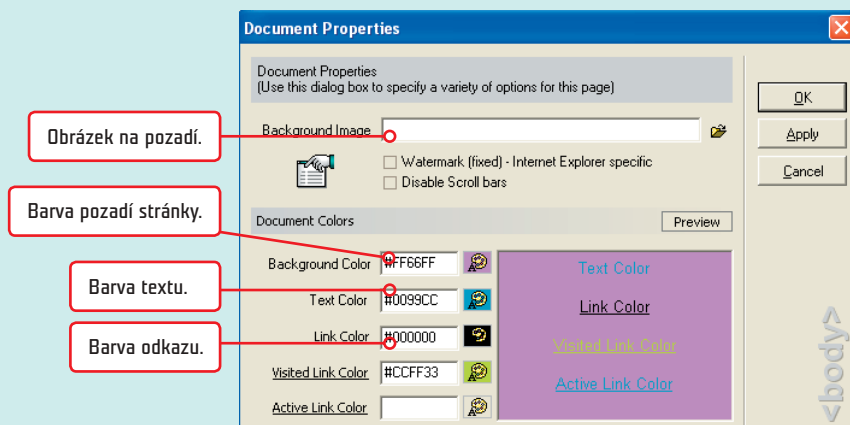 Document Properties
Document Properties
(Use this dialog box to specify a variety of options for this page)
OK
Obrázek na pozadí.
Background Image
Apply
Watermark (fixed) - Internet Explorer specific
Disable Scroll bars
Cancel
Barva pozadí stránky.
Document Colors
Preview
Background Color
#FF66FF
Text Color
Barva textu.
Text Color
#0099CC
Link Color
Barva odkazu.
Link Color
#000000
Visited Link Color
Visited Link Color
#CCFF33
Active Link Color
Active Link Color
<body>